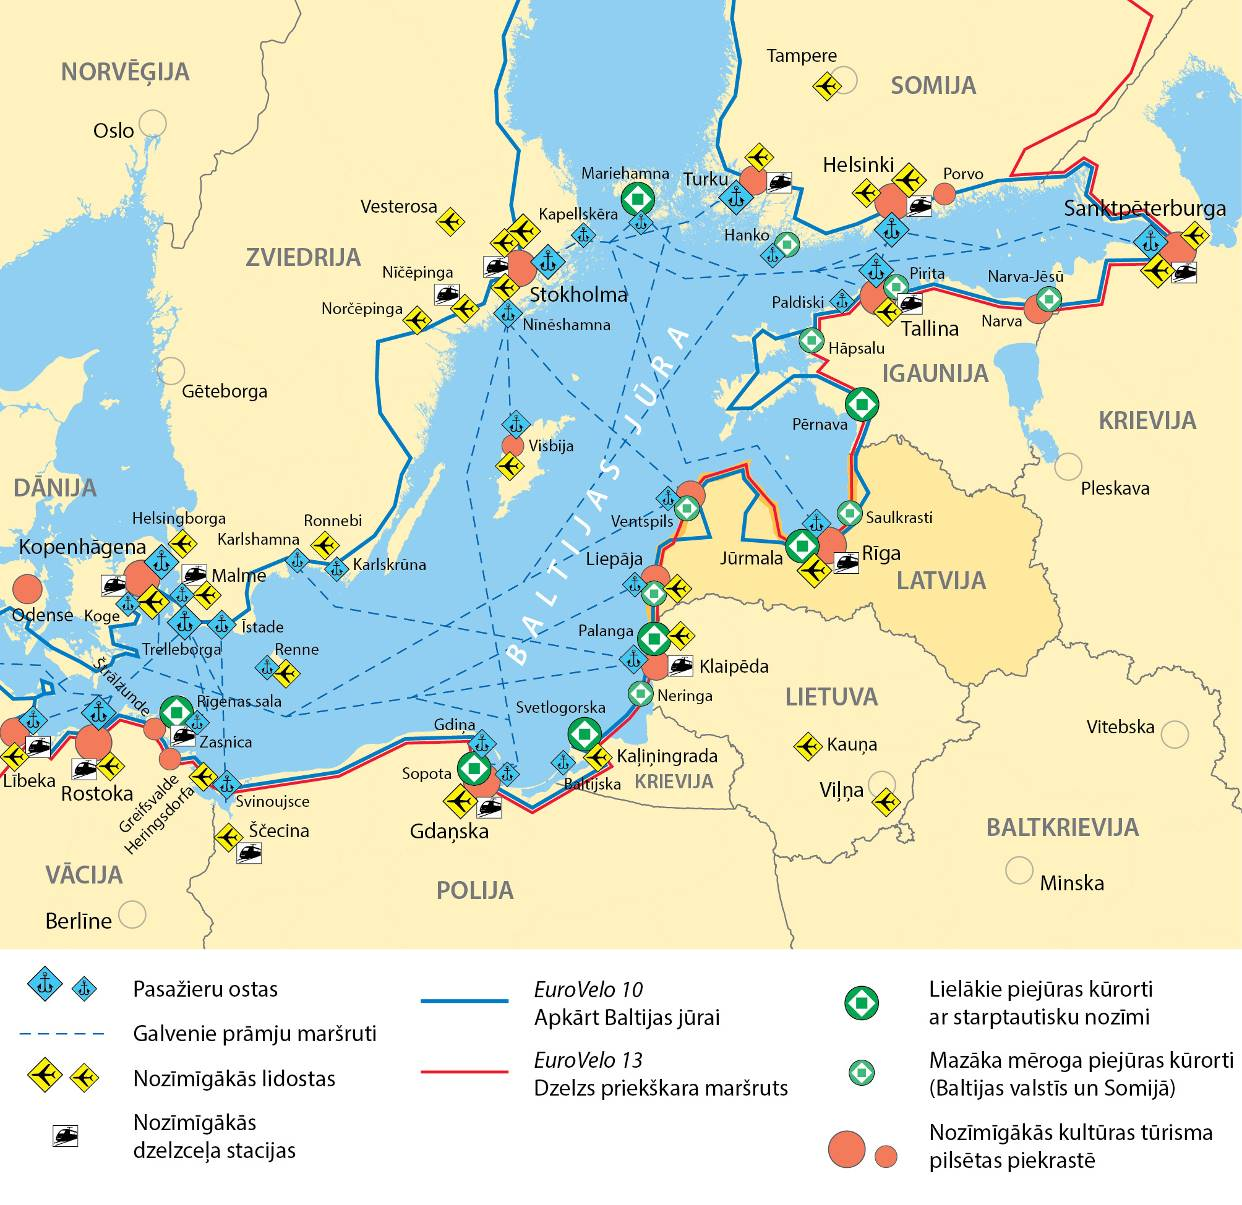 NORVĒĢIJA
Oslo
Tampere
SOMIJA
Mariehamna
Turku
Helsinki
Porvo
Vesterosa
Kapellskēra
Hanko
Sanktpēterburga
ZVIEDRIJA
Nīčēpinga
Stokholma
Pirita
Narva-Jēsū
Norčēpinga
Nīnēshamna
Paldiski
Tallina
Narva
Hāpsalu
IGAUNIJA
Gēteborga
BALTIJAS JŪRA
Pērnava
KRIEVIJA
Visbija
DĀNIJA
Pleskava
Helsingborga
Ronnebi
Ventspils
Saulkrasti
Kopenhāgena
Karlshamna
Karlskrūna
Liepāja
Jūrmala
Rīga
Malme
LATVIJA
Odense
Koge
Īstade
Trelleborga
Renne
Palanga
Klaipēda
Štrālzunde
Rīgenas sala
Neringa
LIETUVA
Svetlogorska
Gdiņa
Zasnica
Kauņa
Vitebska
Kaļiņingrada
Lībeka
Rostoka
Sopota
Baltijska
KRIEVIJA
Viļņa
Greifsvalde
Heringsdorfa
Svinoujsce
Ščecina
Gdaņska
BALTKRIEVIJA
VĀCIJA
POLIJA
Minska
Berlīne
Pasažieru ostas
Galvenie prāmju maršruti
Nozīmīgākās lidostas
Nozīmīgākās
dzelzceļa stacijas
EuroVelo 10
Apkārt Baltijas jūrai
EuroVelo 13
Dzelzs priekškara maršruts
Lielākie piejūras kūrorti
ar starptautisku nozīmi
Mazāka mēroga piejūras kūrorti
(Baltijas valstīs un Somijā)
Nozīmīgākās kultūras tūrisma
pilsētas piekrastē